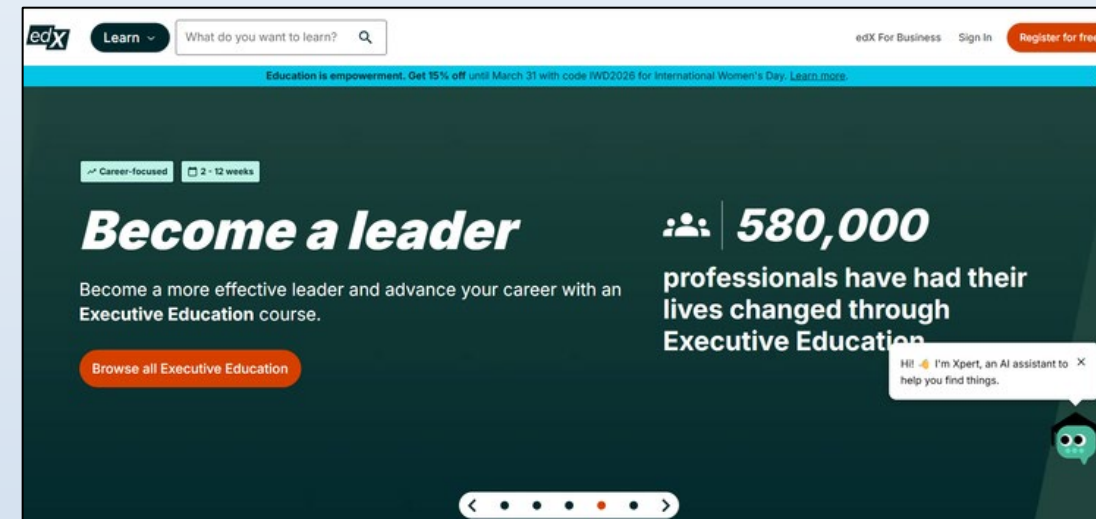 edX
Learn
What do you want to learn?
edX For Business
Sign In
Register for free
Education is empowerment. Get 15% off until March 31 with code IWD2026 for International Women's Day. Learn more.
Career-focused
2 - 12 weeks
Become a leader
Become a more effective leader and advance your career with an
Executive Education course.
Browse all Executive Education
580,000
professionals have had their
lives changed through
Executive Education
Hi! 👋 I'm Xpert, an AI assistant to
help you find things.